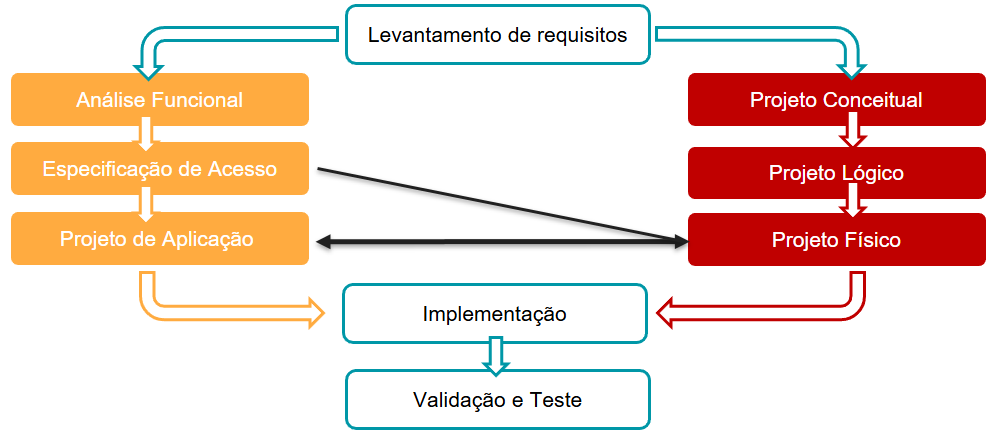 Levantamento de requisitos
Análise Funcional
Especificação de Acesso
Projeto de Aplicação
Projeto Conceitual
Projeto Lógico
Projeto Físico
Implementação
Validação e Teste